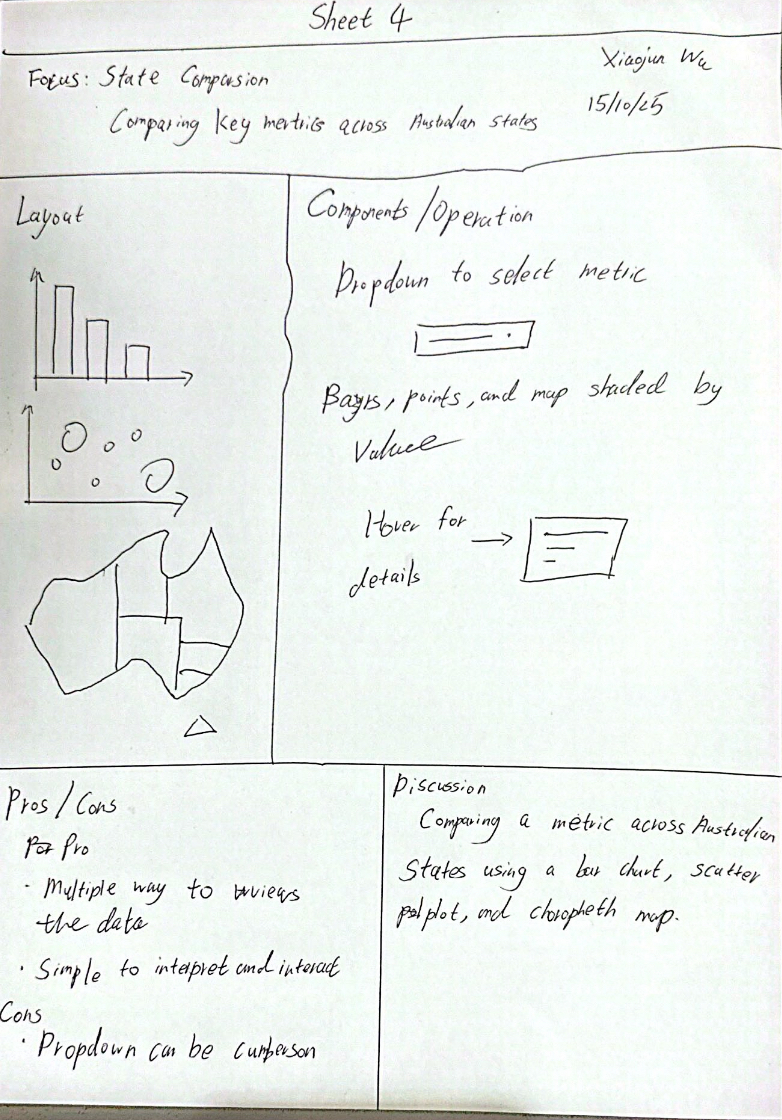 Sheet 4
Focus: State Comparsion
Comparing key mertrics across Australian states
Xiaojun Wu
15/10/25
Layout
Components / Operation
Dropdown to select metric
Bars, points, and map shaded by
Value
Hover for
details
Pros / Cons
Pro
· Multiple way to views
the data
· Simple to interpret and interact
Cons
· Dropdown can be cumberson
Discussion
Comparing a metric across Australian
States using a bar chart, scatter
plot, and choropheth map.